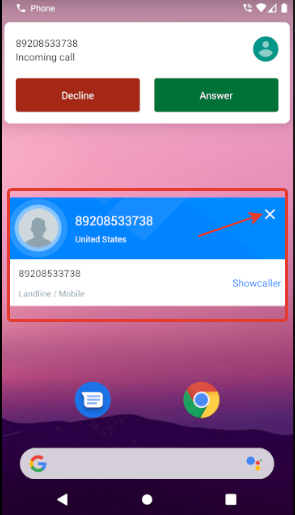 Phone
89208533738
Incoming call
Decline
Answer
89208533738
United States
89208533738
Showcaller
Landline / Mobile